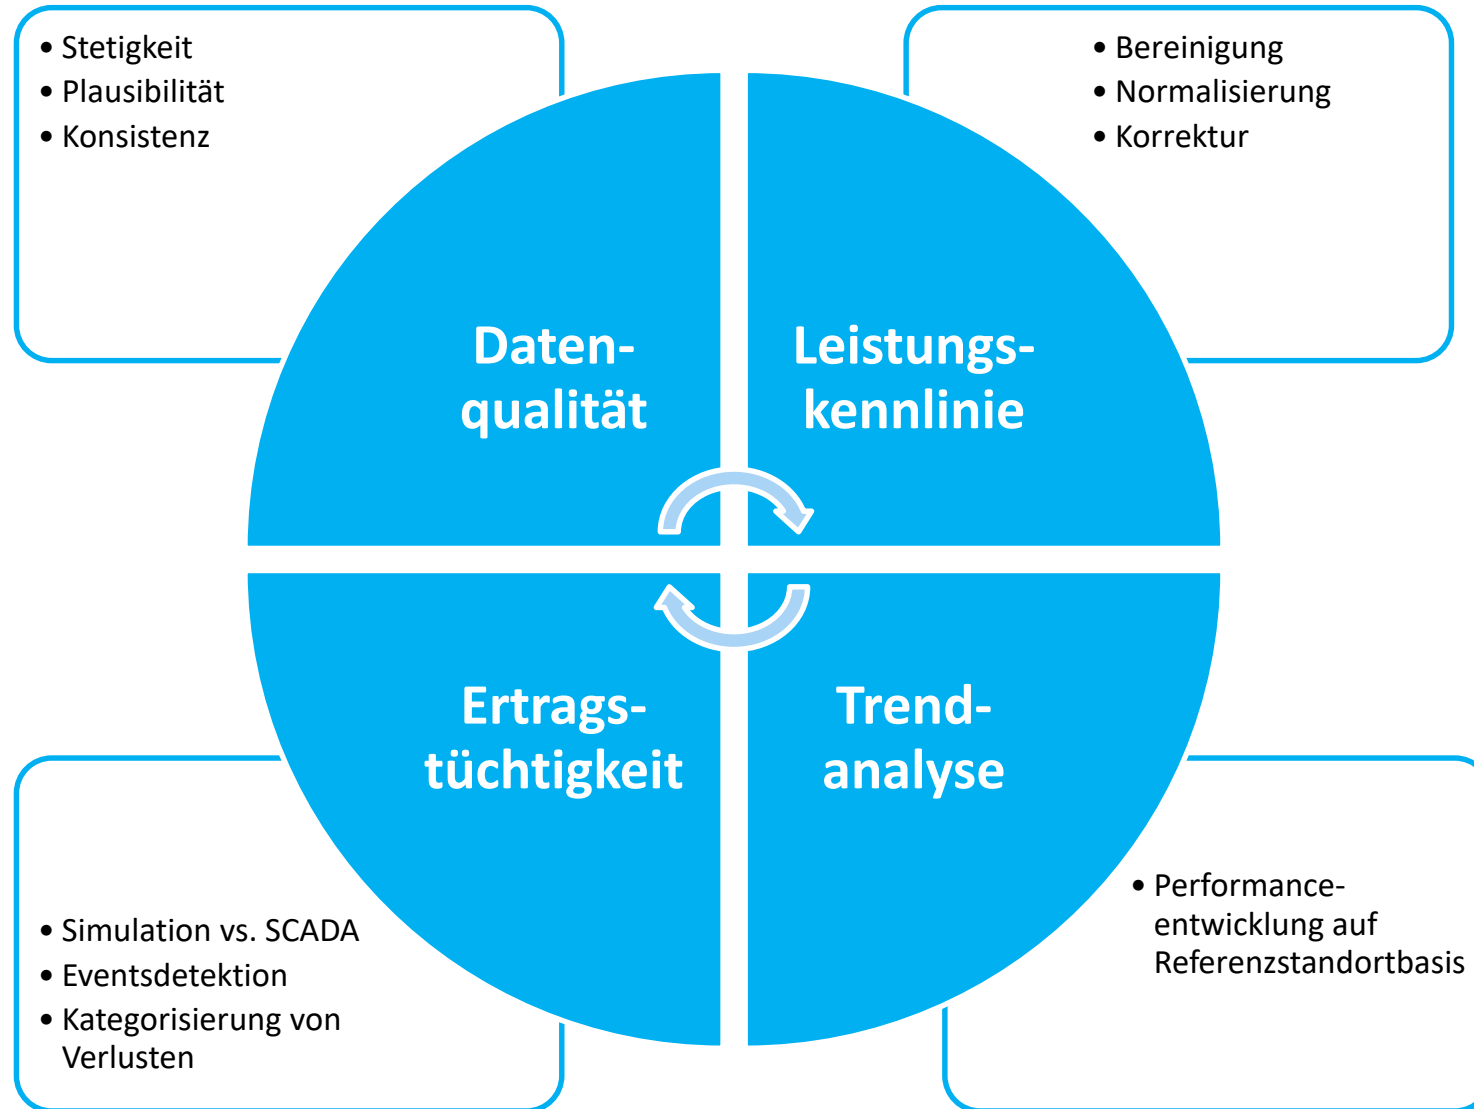 • Stetigkeit
• Plausibilität
• Konsistenz
• Bereinigung
• Normalisierung
• Korrektur
Daten-
qualität
Leistungs-
kennlinie
Ertrags-
tüchtigkeit
Trend-
analyse
• Simulation vs. SCADA
• Eventsdetektion
• Kategorisierung von
Verlusten
• Performance-
entwicklung auf
Referenzstandortbasis